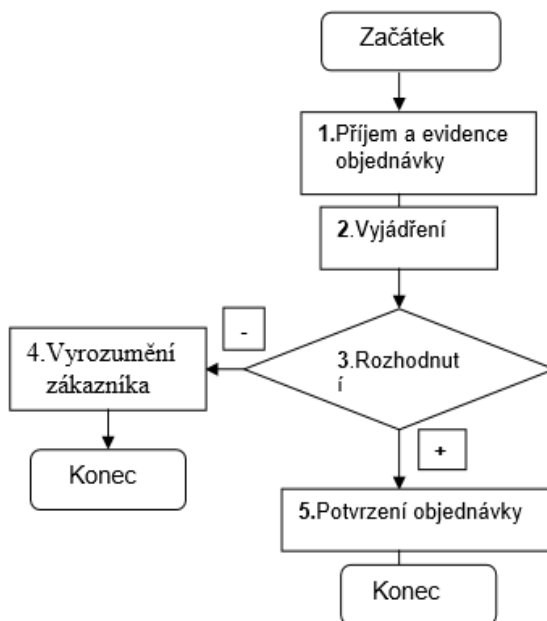 Začátek
1.Příjem a evidence
objednávky
2.Vyjádření
-
3.Rozhodnut
í
4.Vyrozumění
zákazníka
+
Konec
5.Potvrzení objednávky
Konec